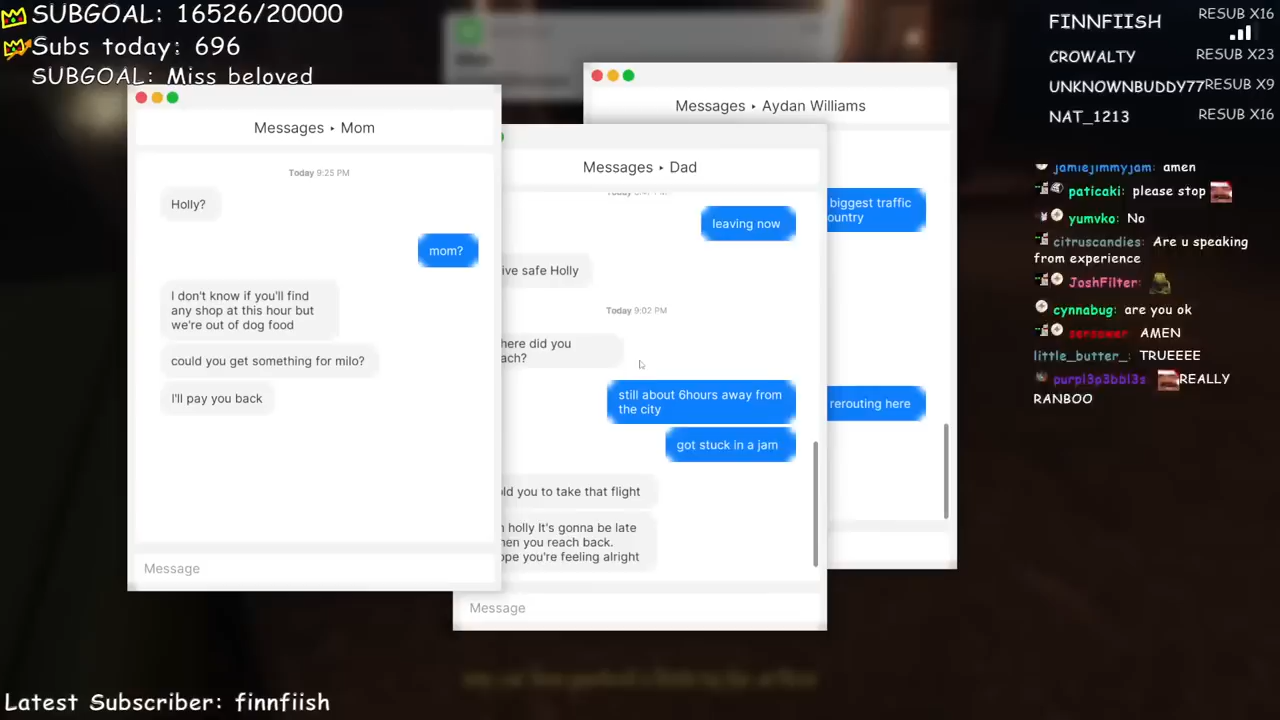 SUBGOAL: 16526/20000
Subs today: 696
SUBGOAL: Miss beloved
Messages ‣ Mom
Today 9:25 PM
Holly?
mom?
I don't know if you'll find
any shop at this hour but
we're out of dog food
could you get something for milo?
I'll pay you back
Message
Messages ‣ Dad
leaving now
ive safe Holly
Today 9:02 PM
here did you
ach?
still about 6hours away from
the city
got stuck in a jam
old you to take that flight
h holly It's gonna be late
hen you reach back.
ope you're feeling alright
Message
Messages ‣ Aydan Williams
biggest traffic
ountry
rerouting here
FINNFIISH RESUB X16
CROWALTY RESUB X23
UNKNOWNBUDDY77 RESUB X9
NAT_1213 RESUB X16
jamiejimmyjam: amen
paticaki: please stop
yumvko: No
citruscandies: Are u speaking
from experience
JoshFilter:
cynnabug: are you ok
AMEN
little_butter_: TRUEEEE
purpl3p3bbl3s: REALLY
RANBOO
Latest Subscriber: finnfiish